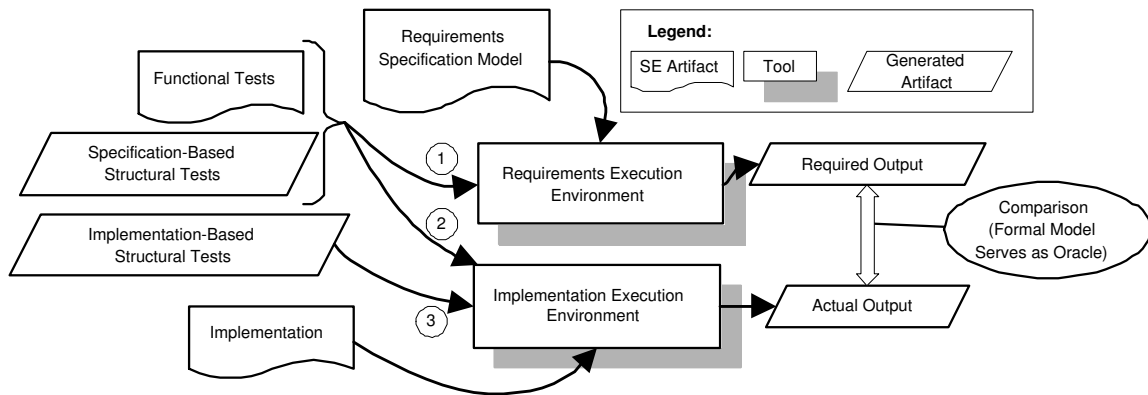 Requirements
Specification Model
Legend:
SE Artifact
Tool
Generated
Artifact
Functional Tests
Specification-Based
Structural Tests
1
Requirements Execution
Environment
Required Output
2
Implementation-Based
Structural Tests
Comparison
(Formal Model
Serves as Oracle)
Implementation Execution
Environment
Actual Output
3
Implementation